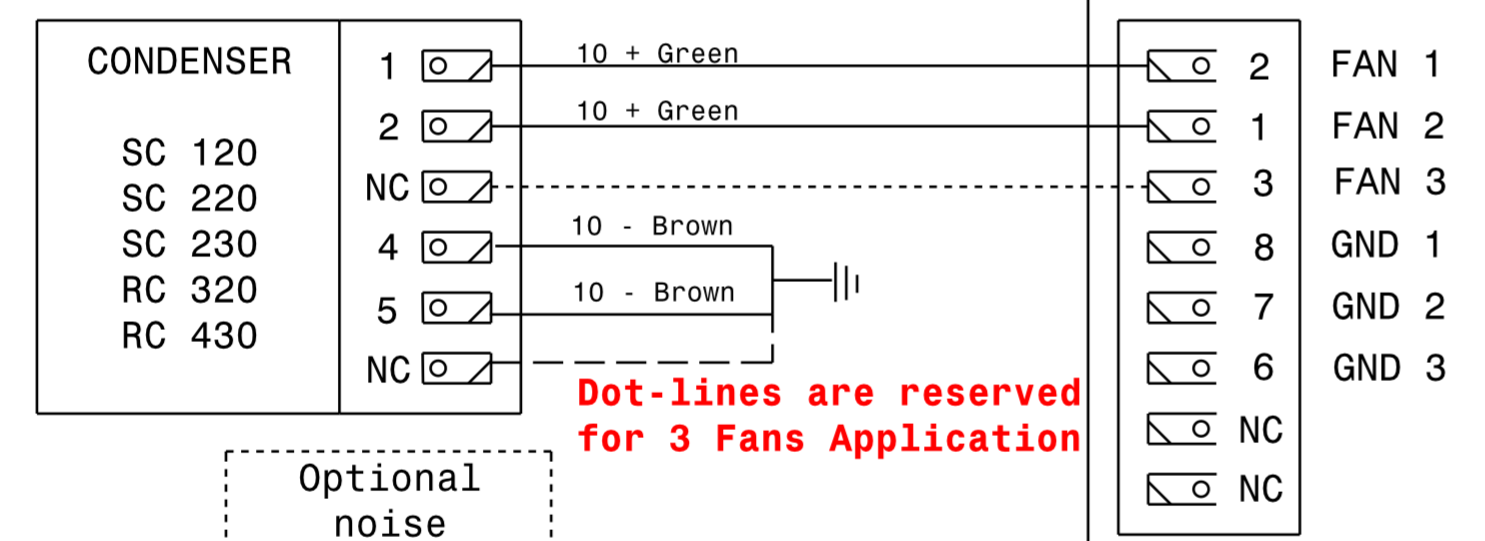 CONDENSER
SC 120
SC 220
SC 230
RC 320
RC 430
1
2
NC
4
5
NC
10 + Green
10 + Green
10 - Brown
10 - Brown
Dot-lines are reserved
for 3 Fans Application
Optional
noise
2 FAN 1
1 FAN 2
3 FAN 3
8 GND 1
7 GND 2
6 GND 3
NC
NC